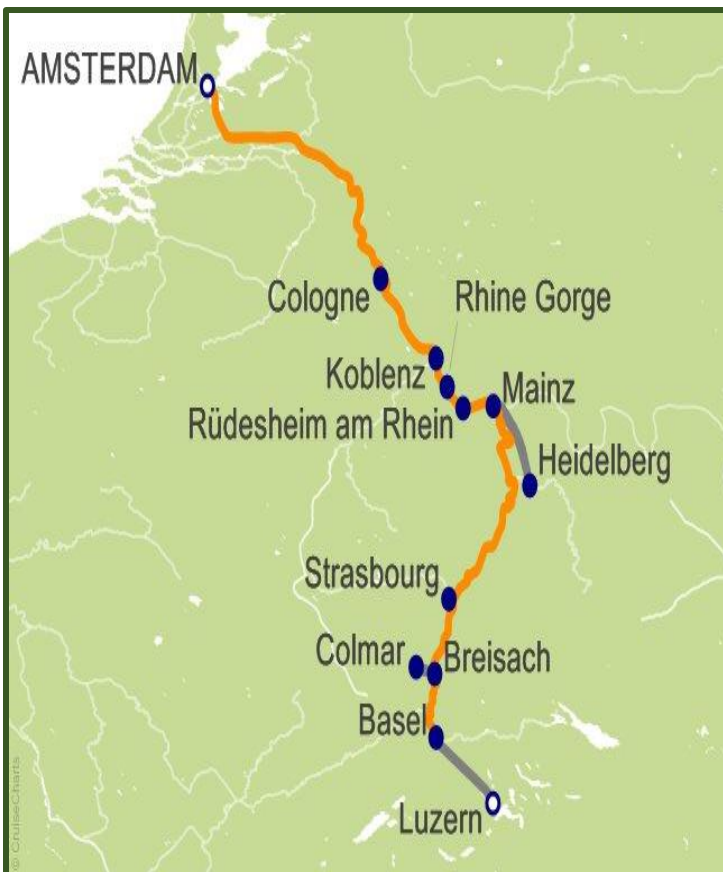 AMSTERDAM
Cologne
Rhine Gorge
Koblenz
Mainz
Rüdesheim am Rhein
Heidelberg
Strasbourg
Colmar
Breisach
Basel
Luzern
© CruiseCharts